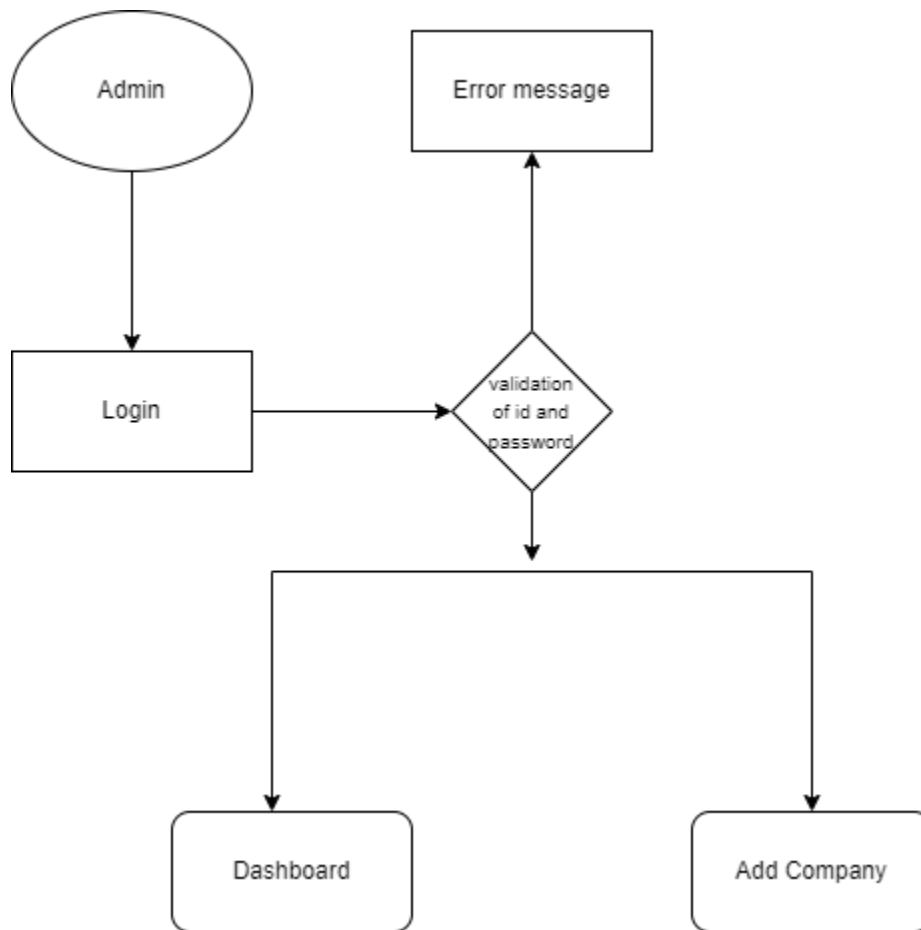 Admin
Error message
Login
validation
of id and
password
Dashboard
Add Company